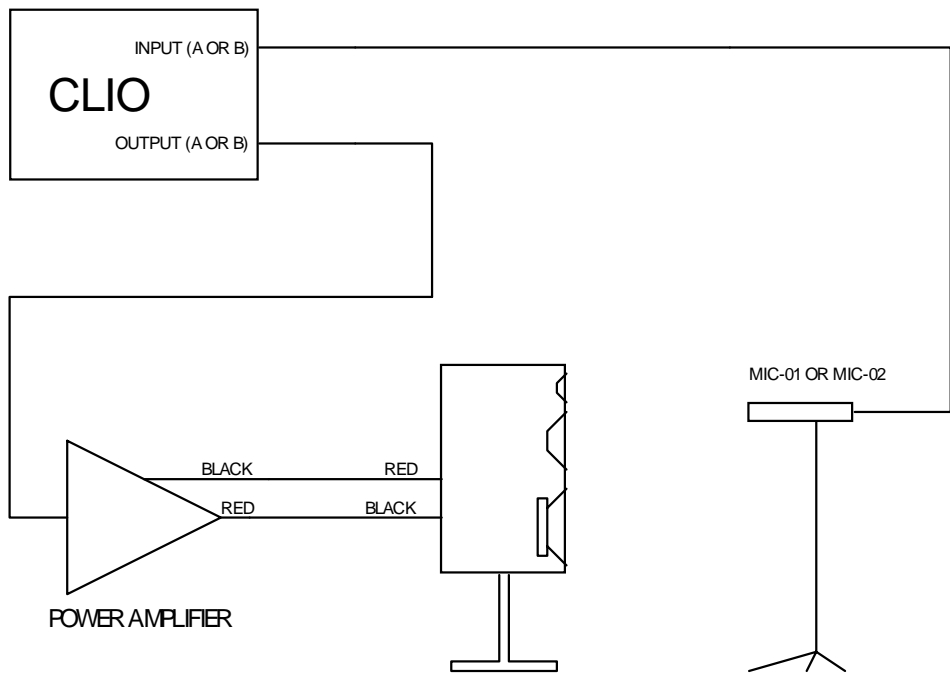 INPUT (A OR B)
CLIO
OUTPUT (A OR B)
MIC-01 OR MIC-02
BLACK RED
RED BLACK
POWER AMPLIFIER